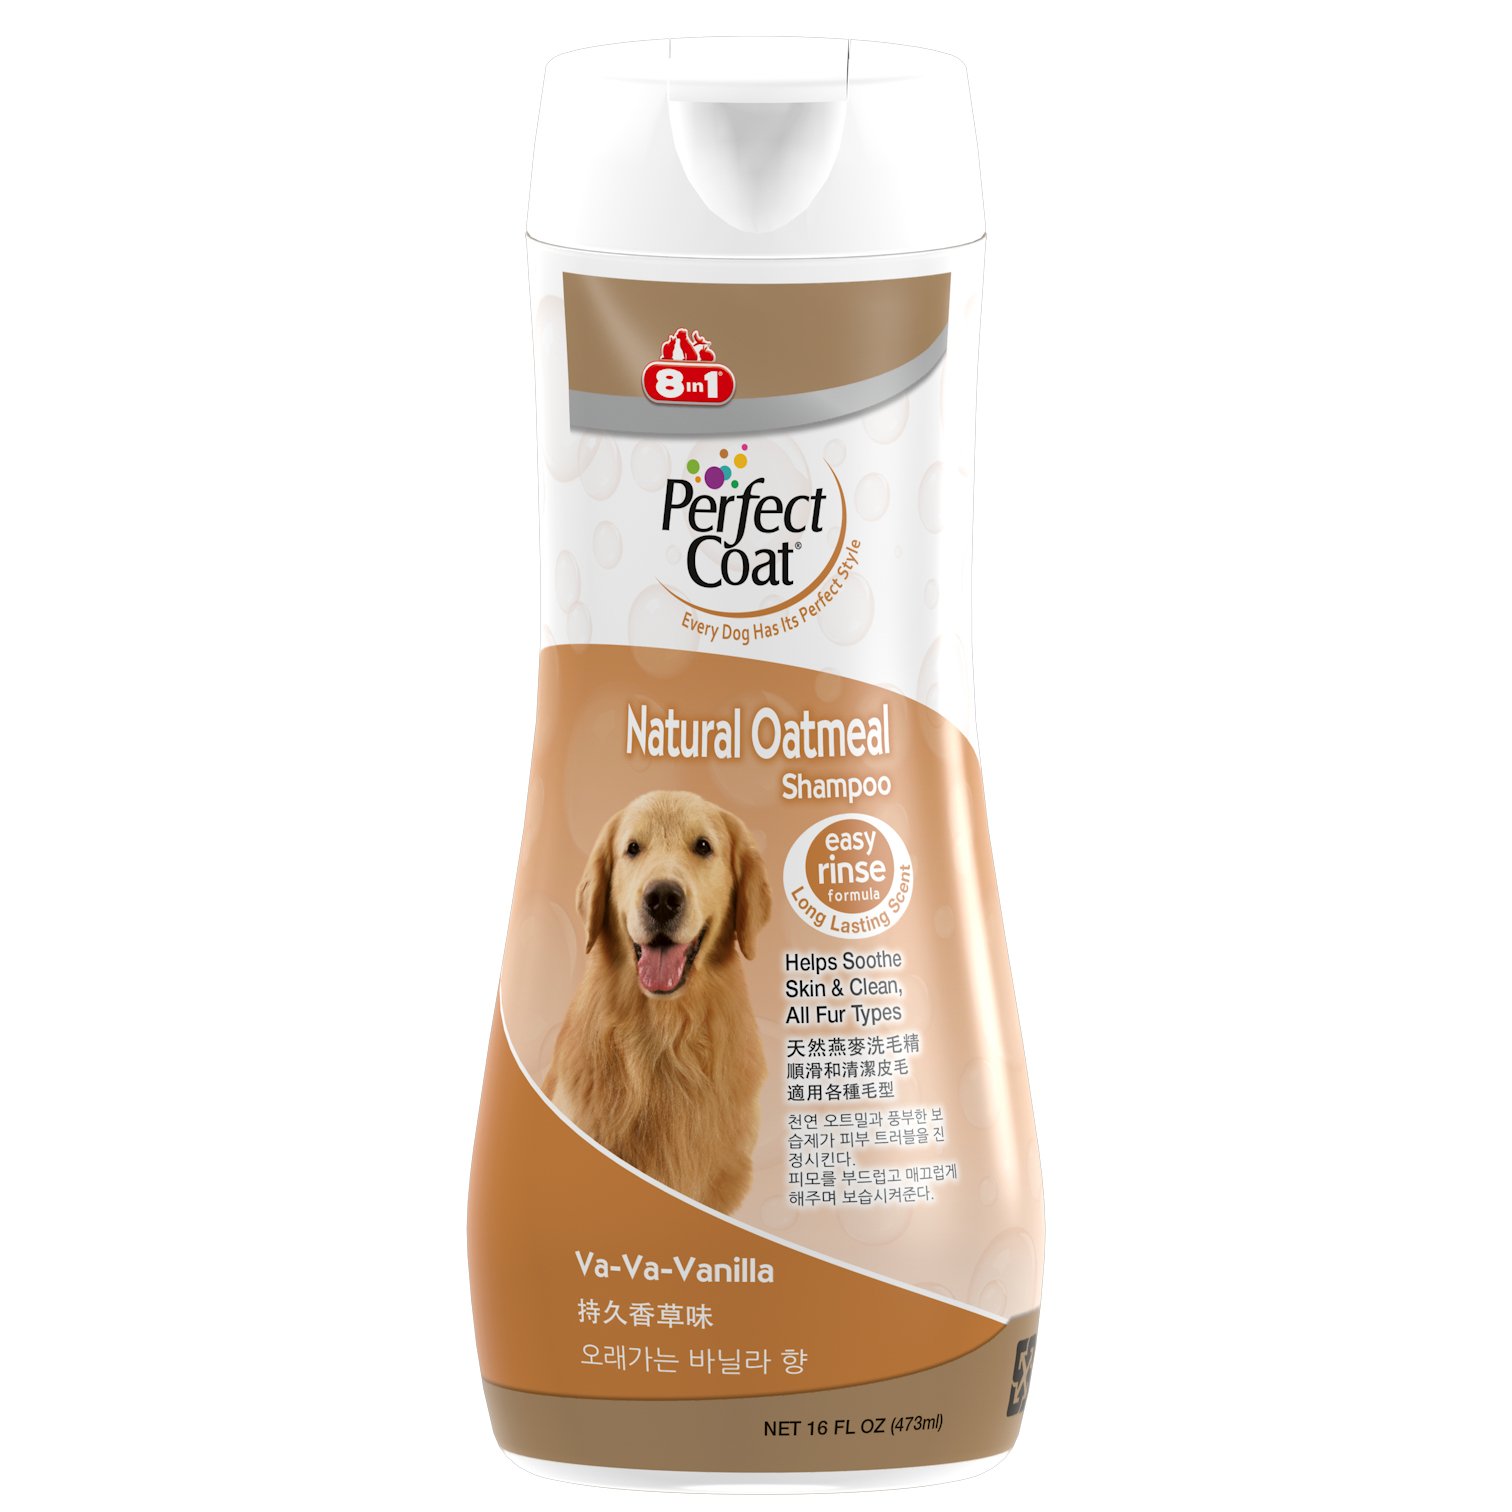 8in1®
Perfect
Coat®
Every Dog Has Its Perfect Style
Natural Oatmeal
Shampoo
easy
rinse
formula
Long Lasting Scent
Helps Soothe
Skin & Clean,
All Fur Types
天然燕麥洗毛精
順滑和清潔皮毛
適用各種毛型
천연 오트밀과 풍부한 보
습제가 피부 트러블을 진
정시킨다.
피모를 부드럽고 매끄럽게
해주며 보습시켜준다.
Va-Va-Vanilla
持久香草味
오래가는 바닐라 향
NET 16 FL OZ (473ml)